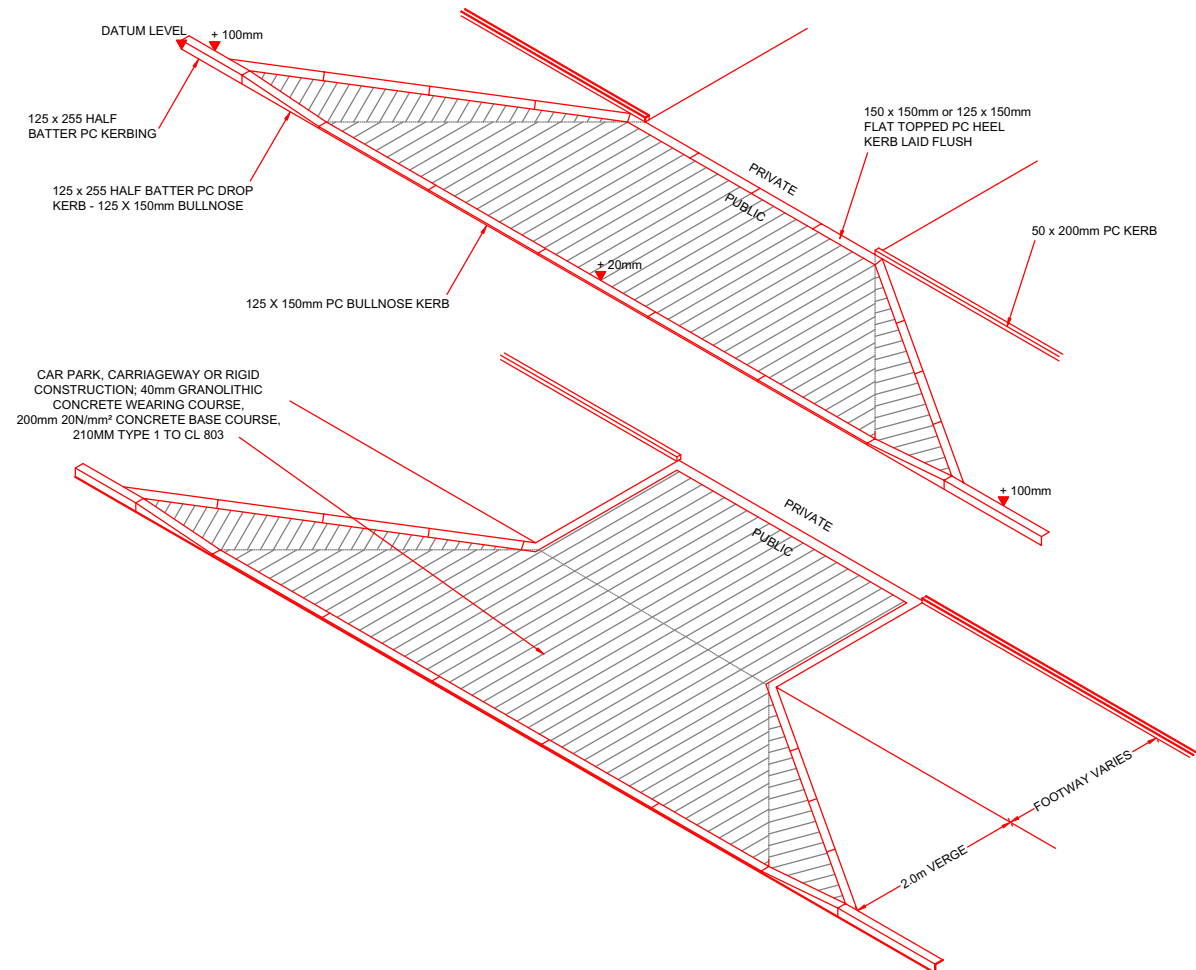 DATUM LEVEL
+ 100mm
125 x 255 HALF
BATTER PC KERBING
150 x 150mm or 125 x 150mm
FLAT TOPPED PC HEEL
KERB LAID FLUSH
PRIVATE
PUBLIC
125 x 255 HALF BATTER PC DROP
KERB - 125 X 150mm BULLNOSE
50 x 200mm PC KERB
+ 20mm
125 X 150mm PC BULLNOSE KERB
CAR PARK, CARRIAGEWAY OR RIGID
CONSTRUCTION; 40mm GRANOLITHIC
CONCRETE WEARING COURSE,
200mm 20N/mm² CONCRETE BASE COURSE,
210MM TYPE 1 TO CL 803
+ 100mm
PRIVATE
PUBLIC
FOOTWAY VARIES
2.0m VERGE